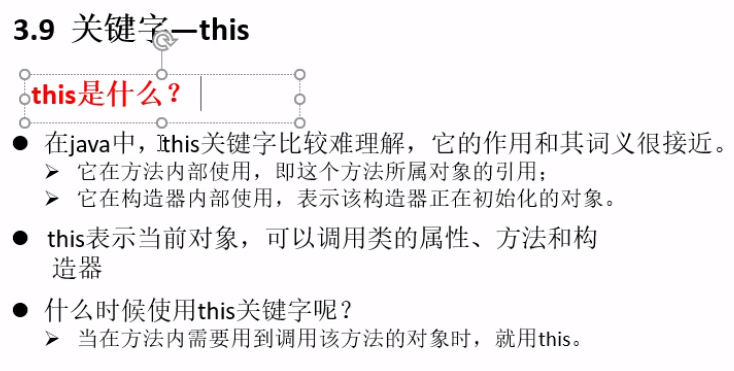 3.9 关键字—this
this是什么？
在java中，this关键字比较难理解，它的作用和其词义很接近。
它在方法内部使用，即这个方法所属对象的引用；
它在构造器内部使用，表示该构造器正在初始化的对象。
this表示当前对象，可以调用类的属性、方法和构
造器
什么时候使用this关键字呢？
当在方法内需要用到调用该方法的对象时，就用this。